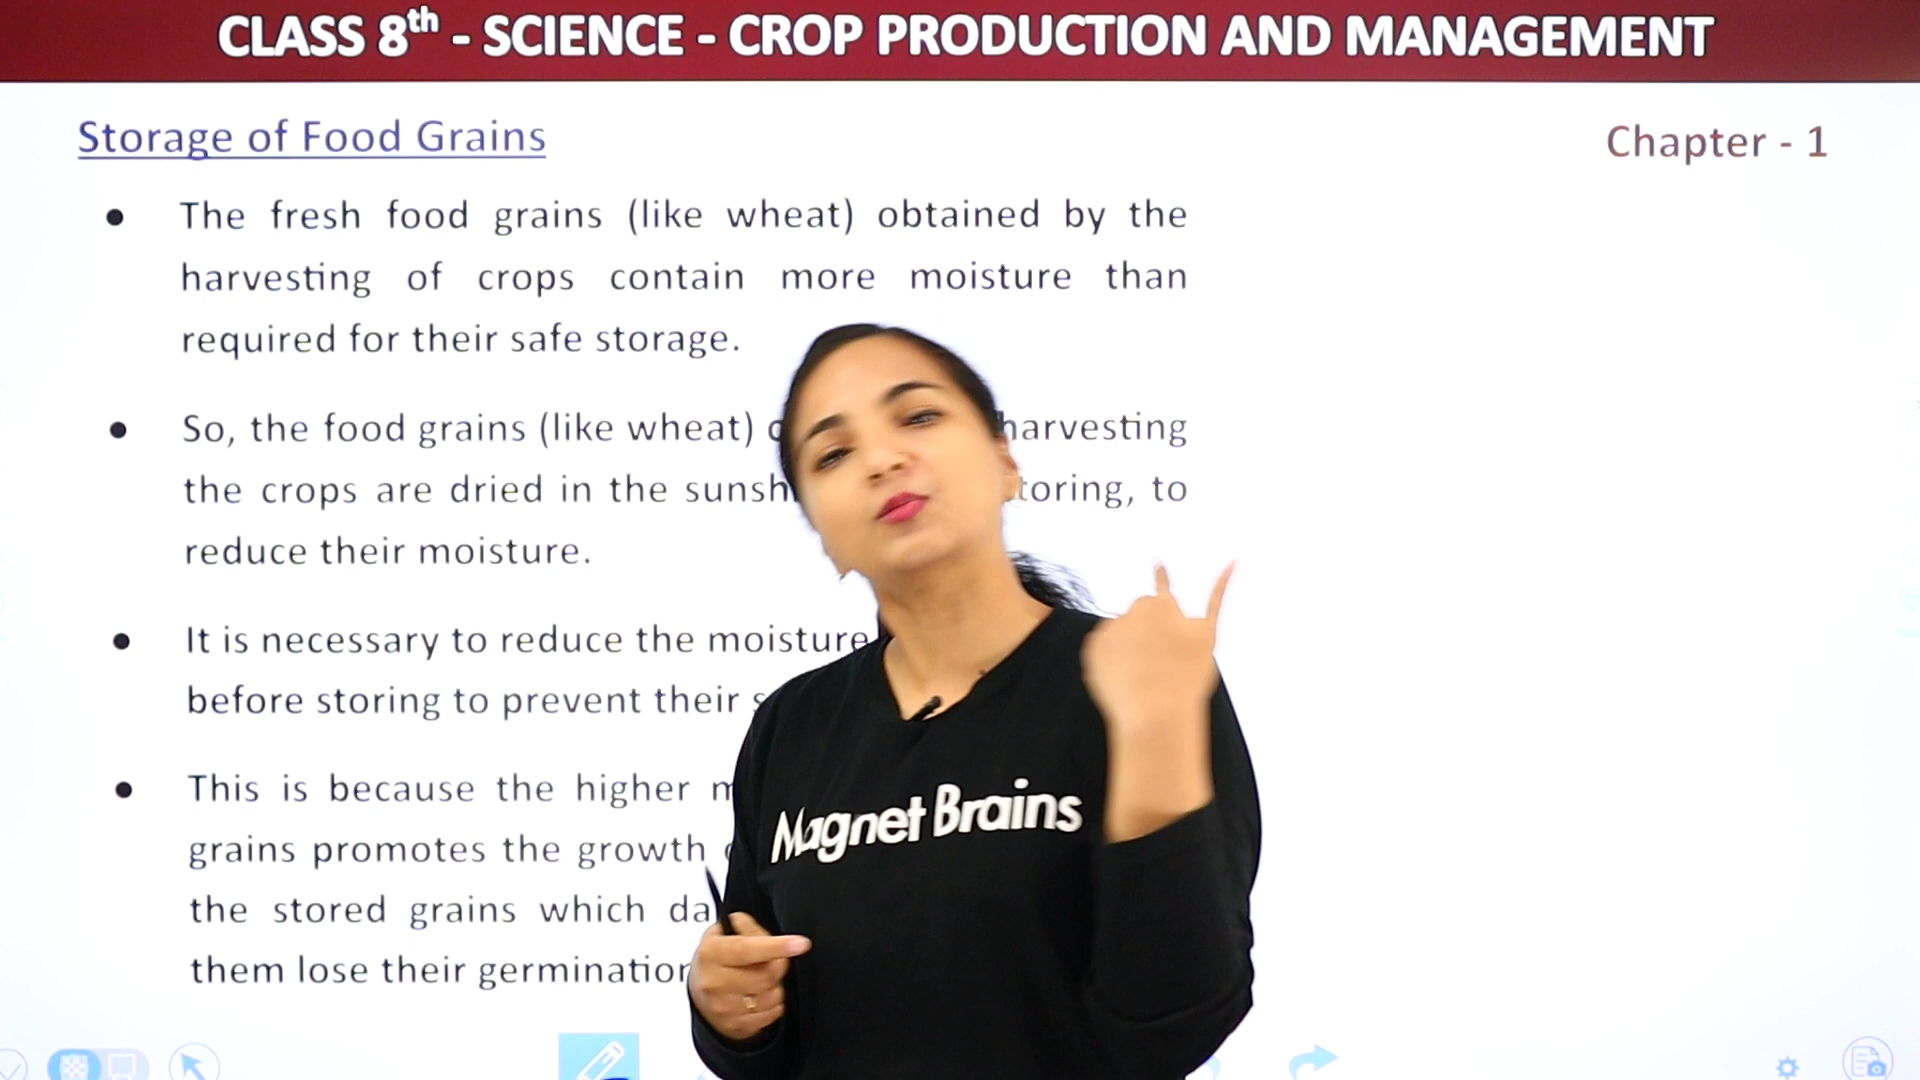 CLASS 8th - SCIENCE - CROP PRODUCTION AND MANAGEMENT
Storage of Food Grains
Chapter - 1
● The fresh food grains (like wheat) obtained by the
harvesting of crops contain more moisture than
required for their safe storage.
● So, the food grains (like wheat) harvesting
the crops are dried in the to
reduce their moisture.
● It is necessary to reduce the moisture
before storing to prevent their
● This is because the higher
grains promotes the growth
the stored grains which
them lose their
Magnet Brains